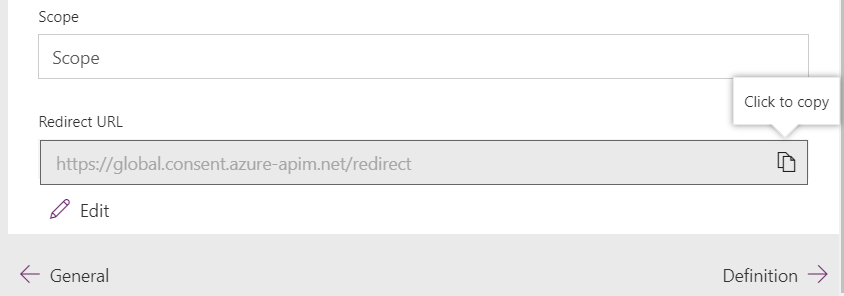 Scope
Scope
Click to copy
Redirect URL
https://global.consent.azure-apim.net/redirect
Edit
General
Definition